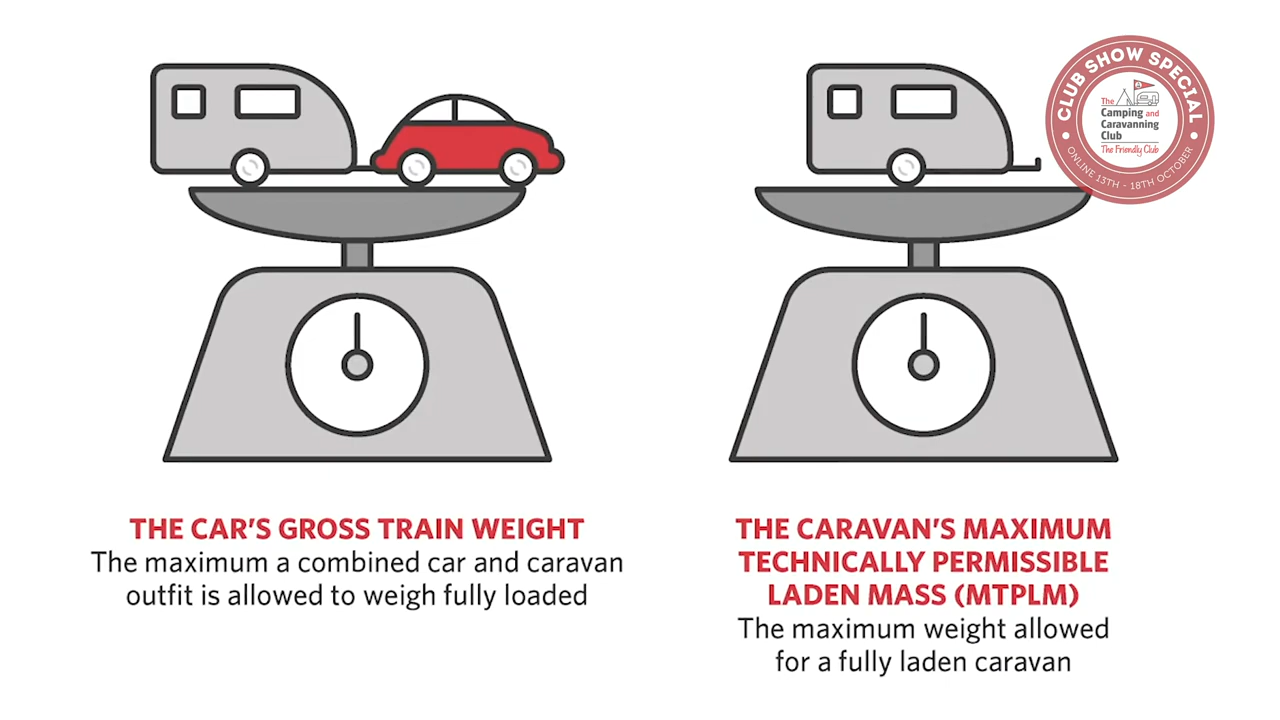 CLUB SHOW SPECIAL
The
Camping and
Caravanning
Club
The Friendly Club
ONLINE 13TH - 18TH OCTOBER
THE CAR'S GROSS TRAIN WEIGHT
The maximum a combined car and caravan
outfit is allowed to weigh fully loaded
THE CARAVAN'S MAXIMUM
TECHNICALLY PERMISSIBLE
LADEN MASS (MTPLM)
The maximum weight allowed
for a fully laden caravan